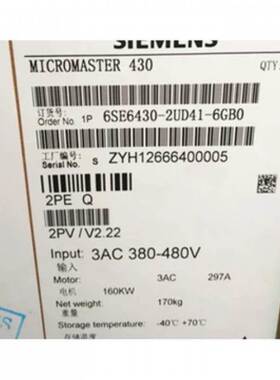 SIEMENS
MICROMASTER 430
QTY:
订货号:
Order No. 1P 6SE6430-2UD41-6GB0
工厂编号:
Serial No. S ZYH12666400005
2PE Q
2PV / V2.22
Input: 3AC 380-480V
输入
Motor: 3AC 297A
电机 160KW
Net weight: 170kg
重量
Storage temperature: -40℃ +70℃